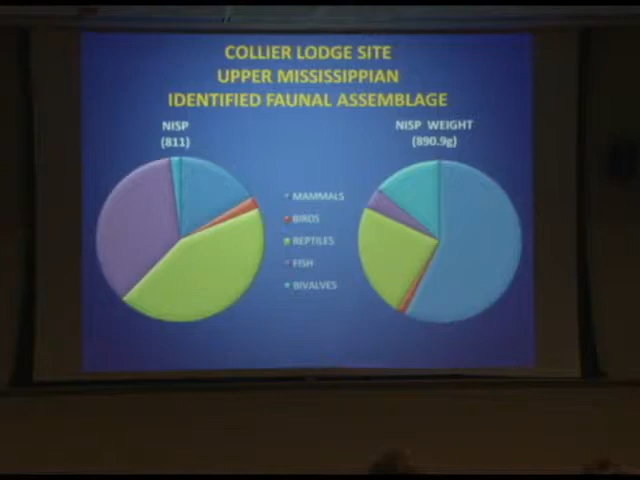 COLLIER LODGE SITE
UPPER MISSISSIPPIAN
IDENTIFIED FAUNAL ASSEMBLAGE
NISP
(811)
NISP WEIGHT
(890.9g)
MAMMALS
BIRDS
REPTILES
FISH
BIVALVES